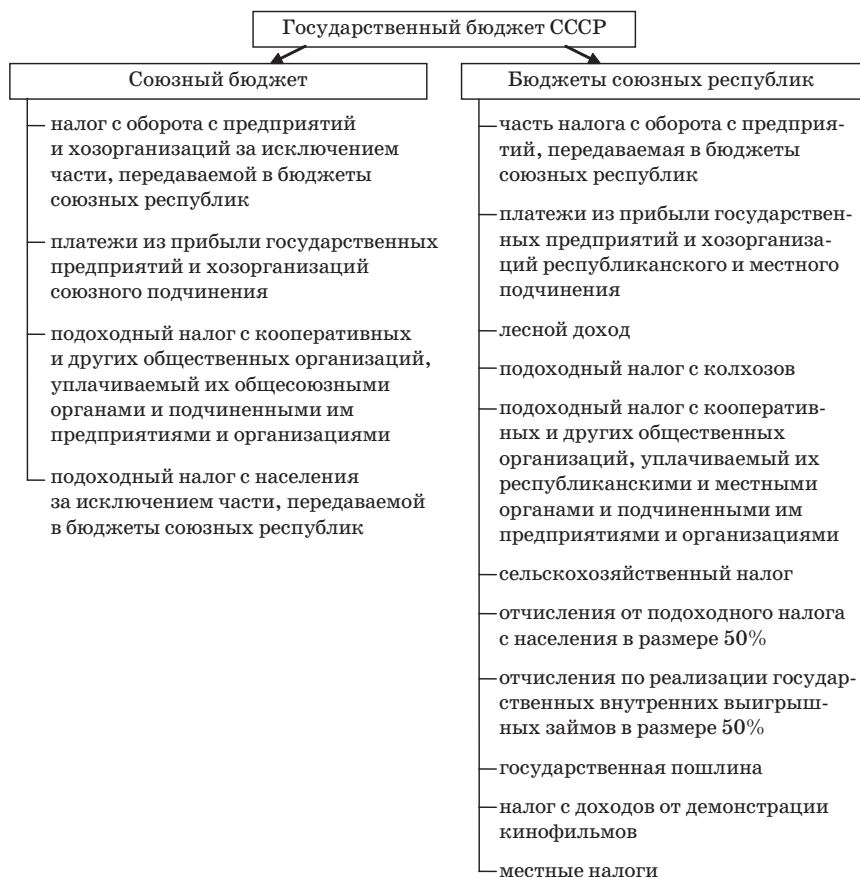 Государственный бюджет СССР
Союзный бюджет
налог с оборота с предприятий
и хозорганизаций за исключением
части, передаваемой в бюджеты
союзных республик
платежи из прибыли государственных
предприятий и хозорганизаций
союзного подчинения
подоходный налог с кооперативных
и других общественных организаций,
уплачиваемый их общесоюзными
органами и подчиненными им
предприятиями и организациями
подоходный налог с населения
за исключением части, передаваемой
в бюджеты союзных республик
Бюджеты союзных республик
часть налога с оборота с предприя-
тий, передаваемая в бюджеты
союзных республик
платежи из прибыли государствен-
ных предприятий и хозорганиза-
ций республиканского и местного
подчинения
лесной доход
подоходный налог с колхозов
подоходный налог с кооператив-
ных и других общественных
организаций, уплачиваемый их
республиканскими и местными
органами и подчиненными им
предприятиями и организациями
сельскохозяйственный налог
отчисления от подоходного налога
с населения в размере 50%
отчисления по реализации государ-
ственных внутренних выигрыш-
ных займов в размере 50%
государственная пошлина
налог с доходов от демонстрации
кинофильмов
местные налоги